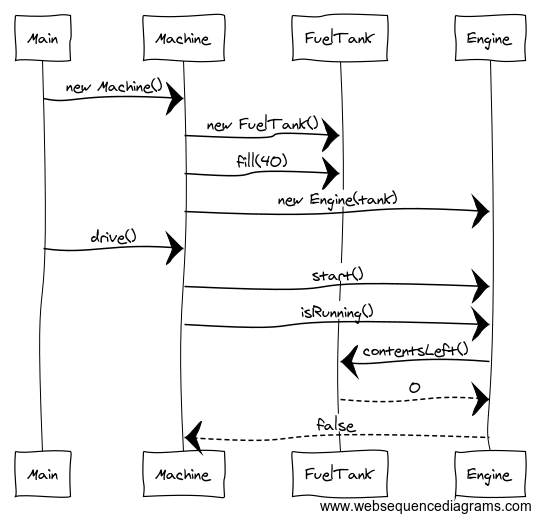 Main Machine FuelTank Engine
new Machine()
new FuelTank()
fill(40)
new Engine(tank)
drive()
start()
isRunning()
contentsLeft()
0
false
Main Machine FuelTank Engine
www.websequencediagrams.com